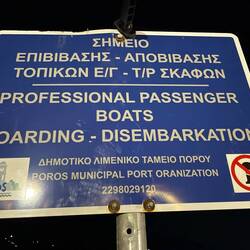 ΣΗΜΕΙΟ
ΕΠΙΒΙΒΑΣΗΣ - ΑΠΟΒΙΒΑΣΗΣ
ΤΟΠΙΚΩΝ Ε/Γ - Τ/Ρ ΣΚΑΦΩΝ
PROFESSIONAL PASSENGER
BOATS
OARDING - DISEMBARKATIO
ΔΗΜΟΤΙΚΟ ΛΙΜΕΝΙΚΟ ΤΑΜΕΙΟ ΠΟΡΟΥ
POROS MUNICIPAL PORT ORANIZATION
2298029120